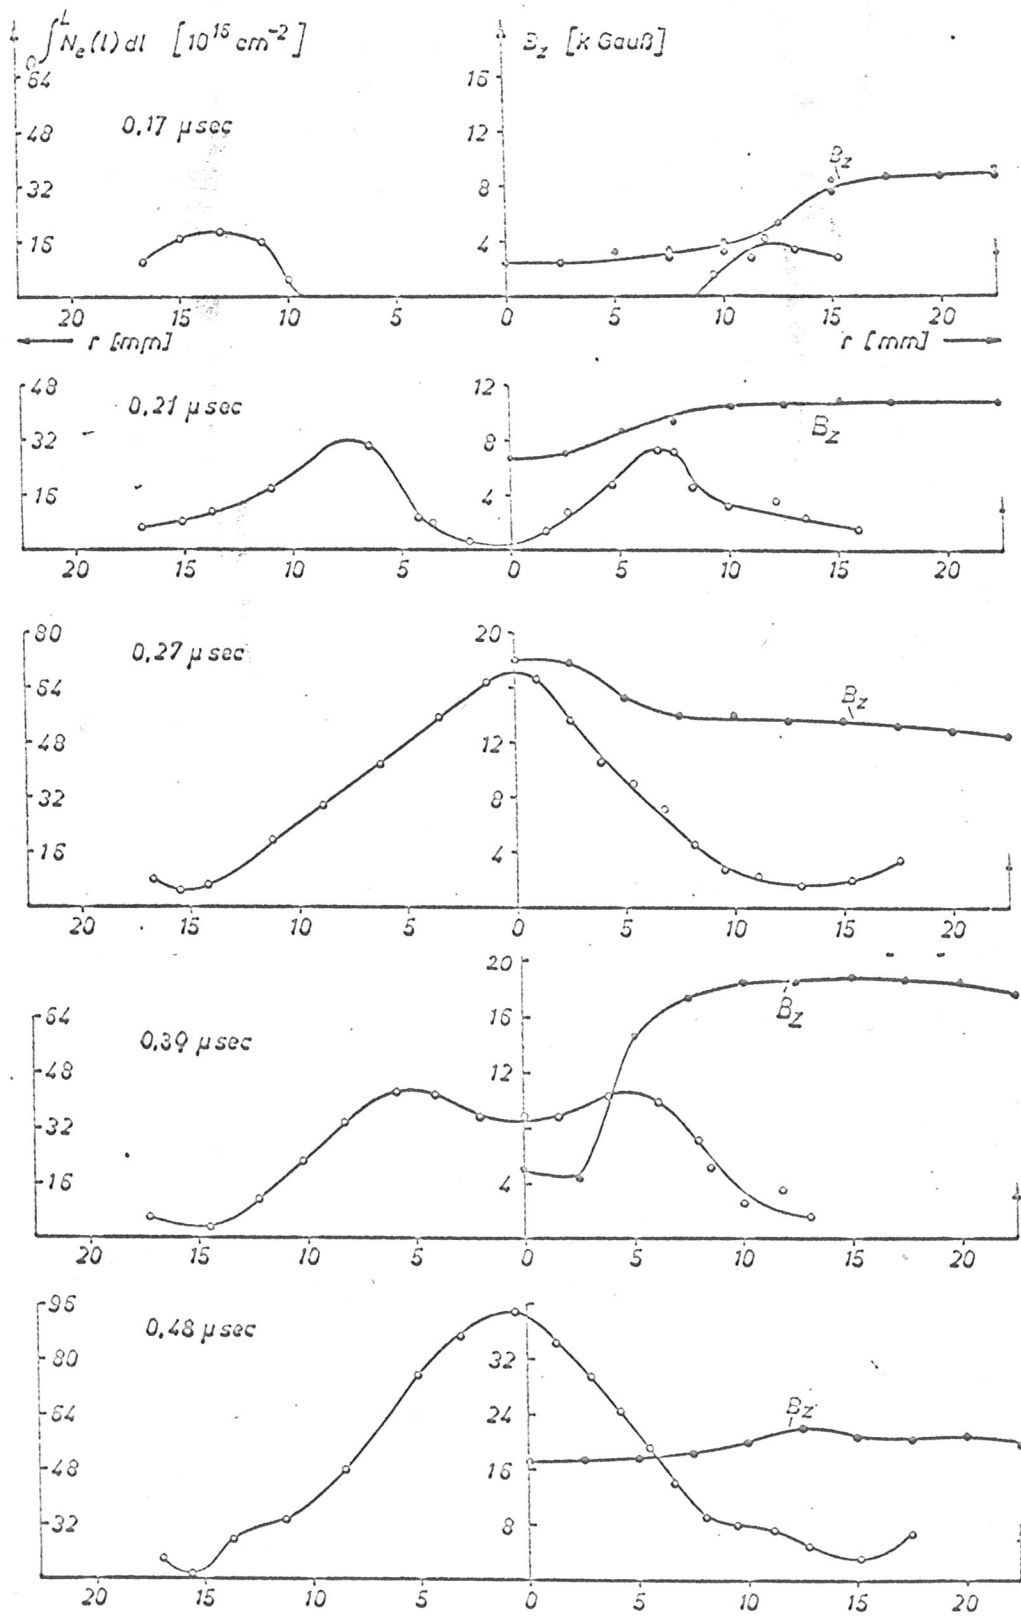 ∫₀ᴸ Nₑ(l) dl [10¹⁵ cm⁻²] B_z [k Gauß]
64 16
0,17 μsec
48 12
B_z
32 8
16 4
20 15 10 5 0 5 10 15 20
r [mm] r [mm]
48 12
0,21 μsec
B_z
32 8
16 4
20 15 10 5 0 5 10 15 20
80 20
0,27 μsec
64
B_z
48 12
32 8
16 4
20 15 10 5 0 5 10 15 20
20
64 16
B_z
0,39 μsec
48 12
32
16 4
20 15 10 5 0 5 10 15 20
96
0,48 μsec
80 32
B_z
64 24
48 16
32 8
20 15 10 5 0 5 10 15 20